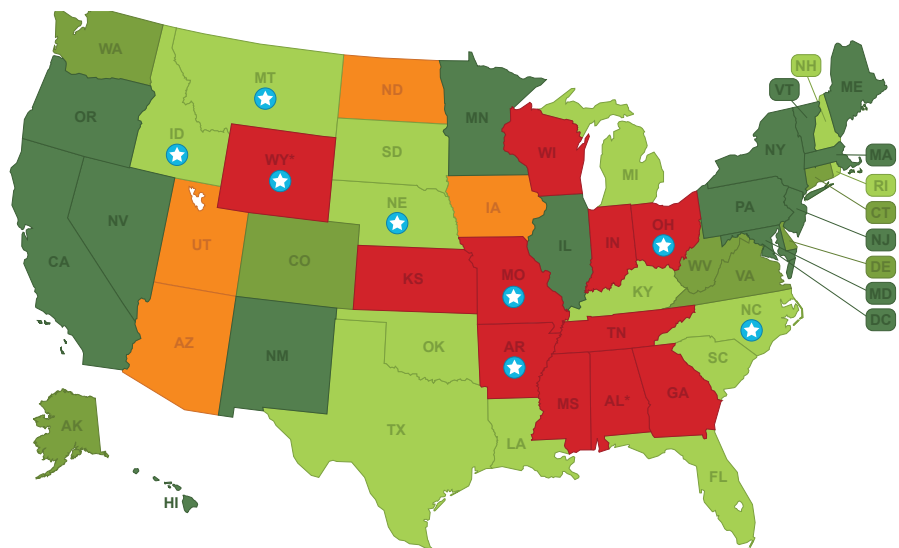 WA
NH
MT
ME
VT
ND
OR
MN
ID
NY
MA
WY*
WI
SD
MI
RI
NE
PA
CT
IA
NV
OH
NJ
UT
IL
IN
CO
WV
DE
CA
VA
KS
MO
KY
MD
NC
DC
TN
AZ
OK
AR
NM
SC
GA
MS
AL*
AK
TX
LA
FL
HI